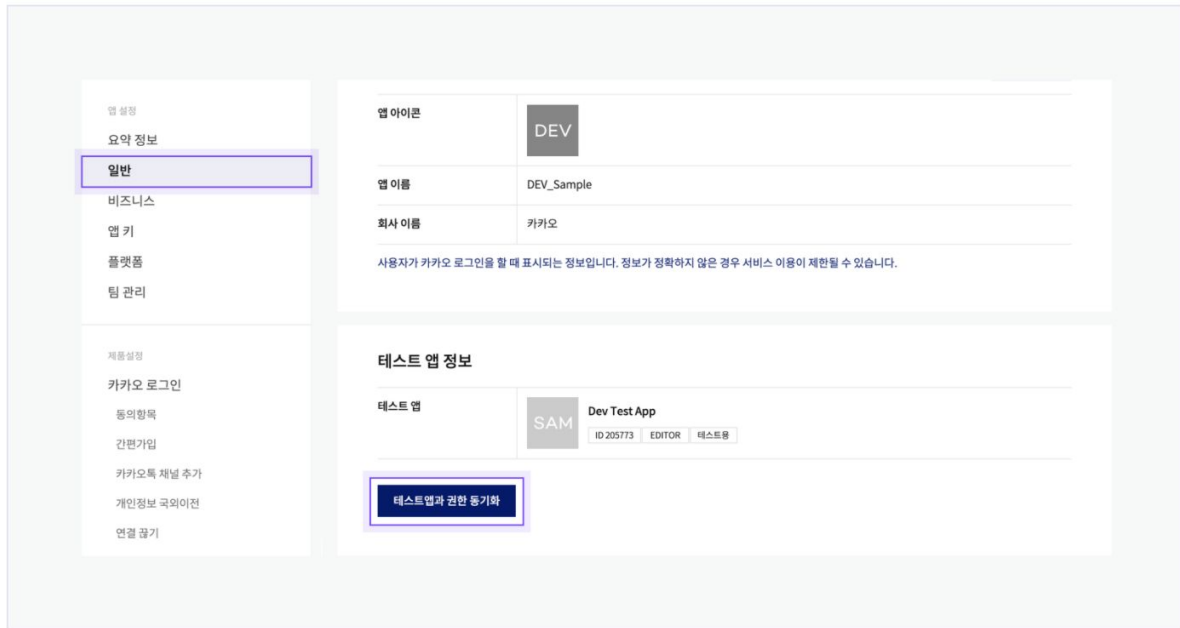 앱 설정
요약 정보
일반
비즈니스
앱 키
플랫폼
팀 관리
제품설정
카카오 로그인
동의항목
간편가입
카카오톡 채널 추가
개인정보 국외이전
연결 끊기
앱 아이콘
DEV
앱 이름
DEV_Sample
회사 이름
카카오
사용자가 카카오 로그인을 할 때 표시되는 정보입니다. 정보가 정확하지 않은 경우 서비스 이용이 제한될 수 있습니다.
테스트 앱 정보
테스트 앱
SAM
Dev Test App
ID 205773 EDITOR 테스트용
테스트앱과 권한 동기화